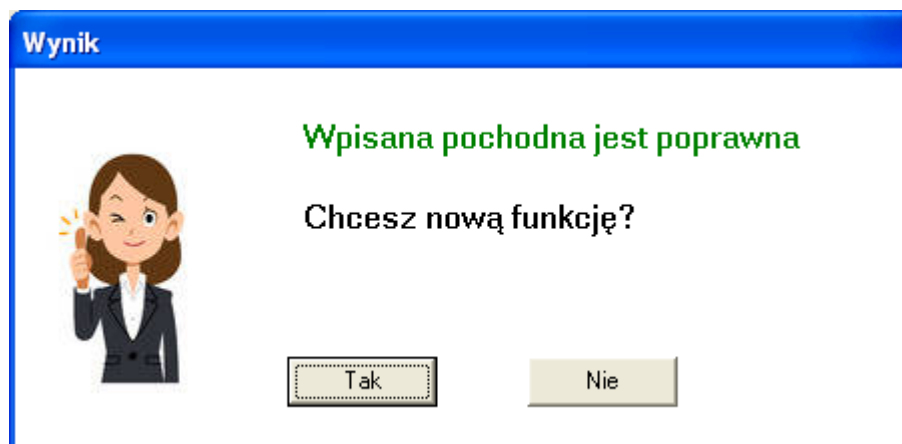 Wynik
Wpisana pochodna jest poprawna
Chcesz nową funkcję?
Tak
Nie